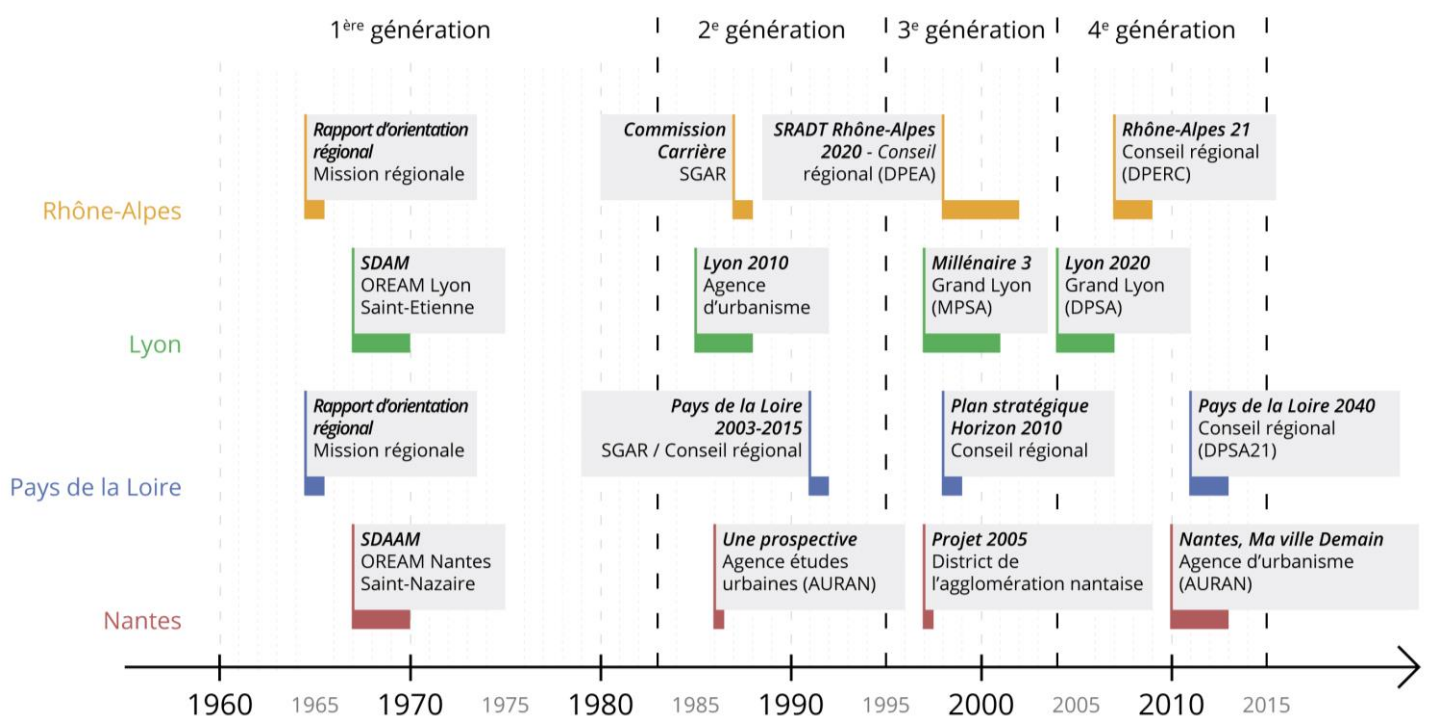 1ère génération
2e génération
3e génération
4e génération
Rhône-Alpes
Rapport d'orientation
régional
Mission régionale
Commission
Carrière
SGAR
SRADT Rhône-Alpes
2020 - Conseil
régional (DPEA)
Rhône-Alpes 21
Conseil régional
(DPERC)
Lyon
SDAM
OREAM Lyon
Saint-Etienne
Lyon 2010
Agence
d'urbanisme
Millénaire 3
Grand Lyon
(MPSA)
Lyon 2020
Grand Lyon
(DPSA)
Pays de la Loire
Rapport d'orientation
régional
Mission régionale
Pays de la Loire
2003-2015
SGAR / Conseil régional
Plan stratégique
Horizon 2010
Conseil régional
Pays de la Loire 2040
Conseil régional
(DPSA21)
Nantes
SDAAM
OREAM Nantes
Saint-Nazaire
Une prospective
Agence études
urbaines (AURAN)
Projet 2005
District de
l'agglomération nantaise
Nantes, Ma ville Demain
Agence d'urbanisme
(AURAN)
1960 1965 1970 1975 1980 1985 1990 1995 2000 2005 2010 2015